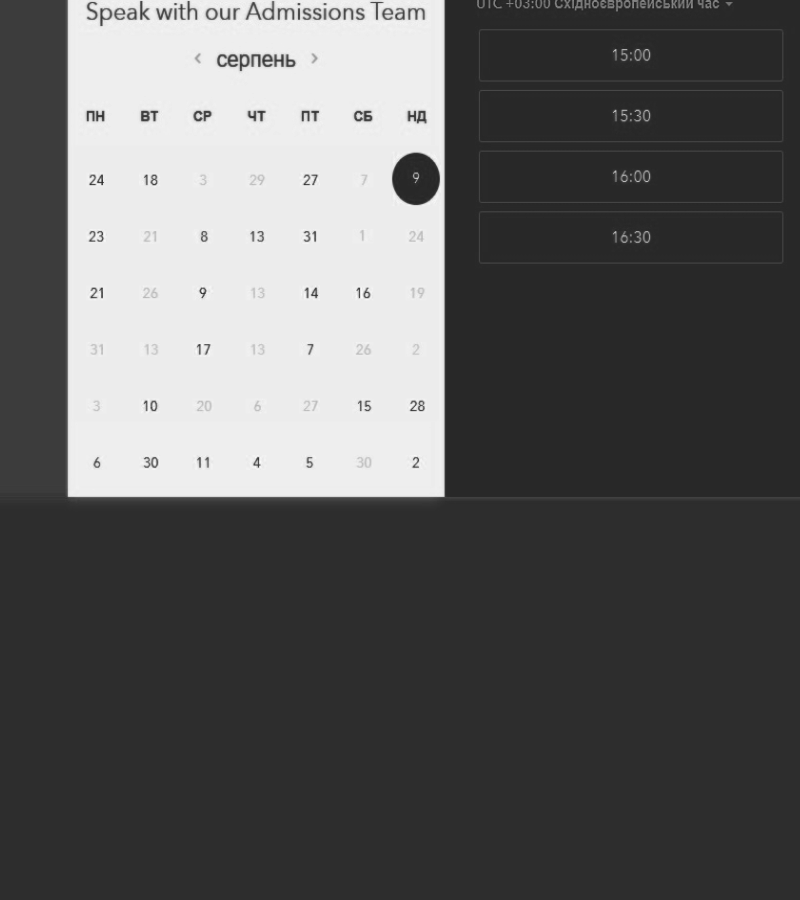 Speak with our Admissions Team
серпень
ПН ВТ СР ЧТ ПТ СБ НД
24 18 3 29 27 7 9
23 21 8 13 31 1 24
21 26 9 13 14 16 19
31 13 17 13 7 26 2
3 10 20 6 27 15 28
6 30 11 4 5 30 2
UTC +03:00 Східноєвропейський час
15:00
15:30
16:00
16:30